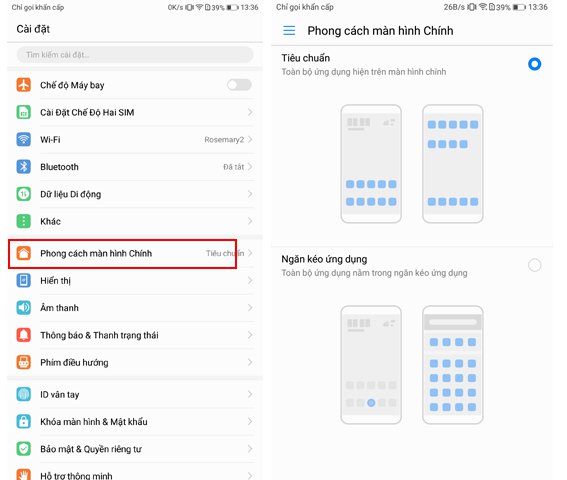 Chỉ gọi khẩn cấp
0K/s 39% 13:36
Cài đặt
Tìm kiếm cài đặt..
Chế độ Máy bay
Cài Đặt Chế Độ Hai SIM
Wi-Fi
Rosemary2
Bluetooth
Đã tắt
Dữ liệu Di động
Khác
Phong cách màn hình Chính
Tiêu chuẩn
Hiển thị
Âm thanh
Thông báo & Thanh trạng thái
Phím điều hướng
ID vân tay
Khóa màn hình & Mật khẩu
Bảo mật & Quyền riêng tư
Hỗ trợ thông minh
Chỉ gọi khẩn cấp
26B/s 39% 13:36
Phong cách màn hình Chính
Tiêu chuẩn
Toàn bộ ứng dụng hiện trên màn hình chính
Ngăn kéo ứng dụng
Toàn bộ ứng dụng nằm trong ngăn kéo ứng dụng